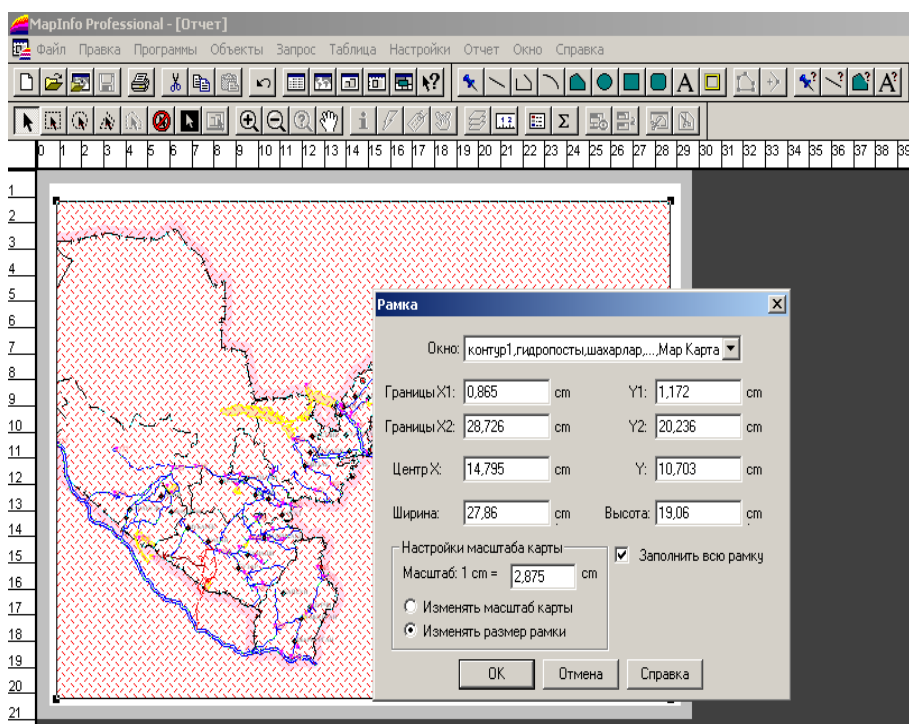 MapInfo Professional - [Отчет]
Файл Правка Программы Объекты Запрос Таблица Настройки Отчет Окно Справка
0 1 2 3 4 5 6 7 8 9 10 11 12 13 14 15 16 17 18 19 20 21 22 23 24 25 26 27 28 29 30 31 32 33 34 35 36 37 38 39
1
2
3
4
5
6
7
8
9
10
11
12
13
14
15
16
17
18
19
20
21
Рамка
Окно: контур1,гидропосты,шахарлар,...,Map Карта
Границы X1: 0,865 cm Y1: 1,172 cm
Границы X2: 28,726 cm Y2: 20,236 cm
Центр X: 14,795 cm Y: 10,703 cm
Ширина: 27,86 cm Высота: 19,06 cm
Настройки масштаба карты
Заполнить всю рамку
Масштаб: 1 cm = 2,875 cm
Изменять масштаб карты
Изменять размер рамки
OK Отмена Справка